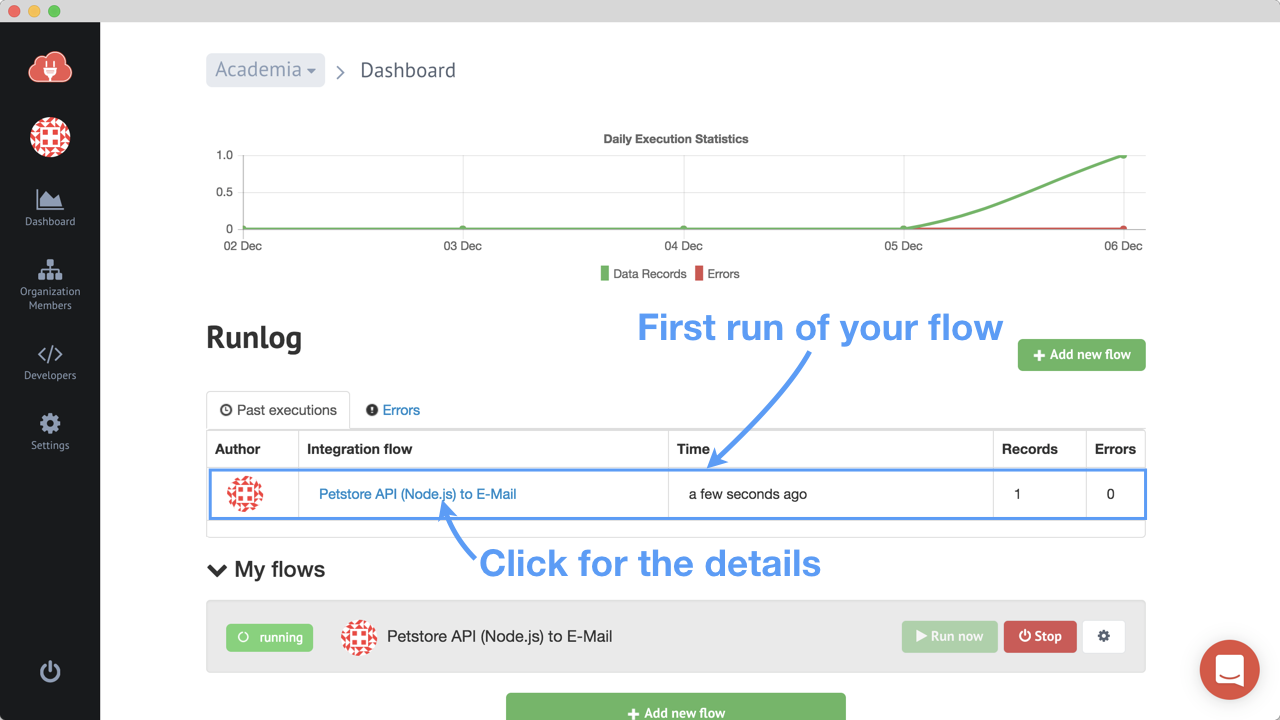 Academia
Dashboard
Daily Execution Statistics
1.0
0.5
0
02 Dec 03 Dec 04 Dec 05 Dec 06 Dec
Data Records Errors
Dashboard
Organization
Members
Developers
Settings
Runlog
First run of your flow
Add new flow
Past executions Errors
Author Integration flow Time Records Errors
Petstore API (Node.js) to E-Mail a few seconds ago 1 0
Click for the details
My flows
running Petstore API (Node.js) to E-Mail Run now Stop
Add new flow